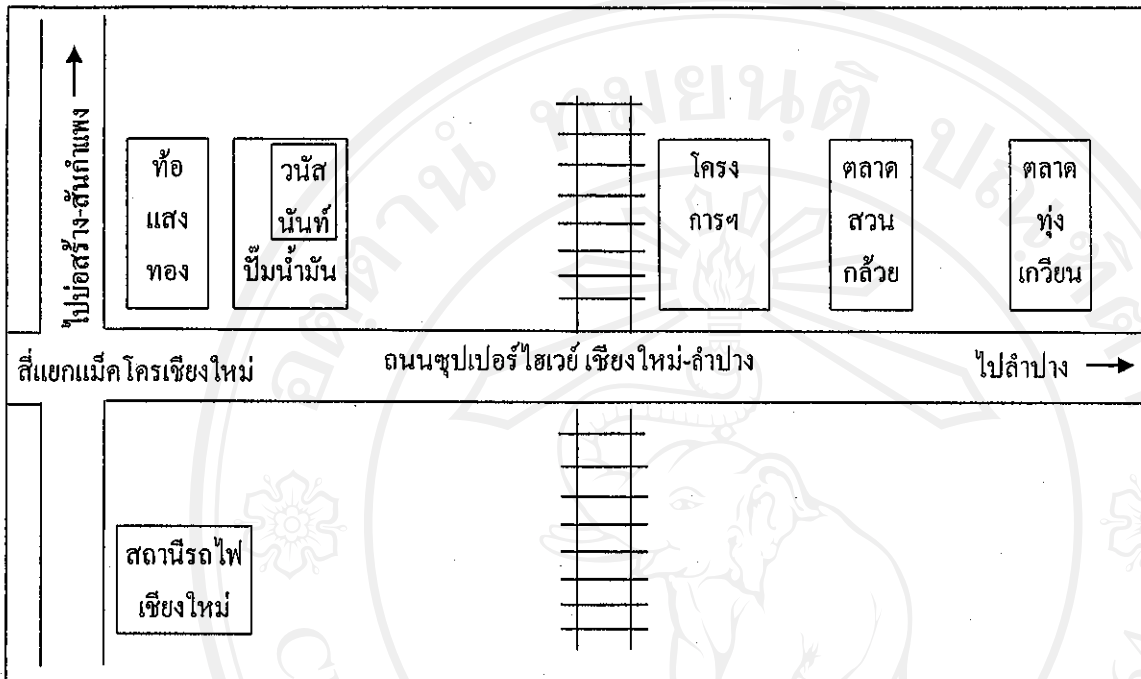 ไปบ่อสร้าง-สันกำแพง
ท้อ
แสง
ทอง
วนัส
นันท์
ปั๊มน้ำมัน
โครง
การฯ
ตลาด
สวน
กล้วย
ตลาด
ทุ่ง
เกวียน
สี่แยกแม็คโครเชียงใหม่
ถนนซุปเปอร์ไฮเวย์ เชียงใหม่-ลำปาง
ไปลำปาง
สถานีรถไฟ
เชียงใหม่